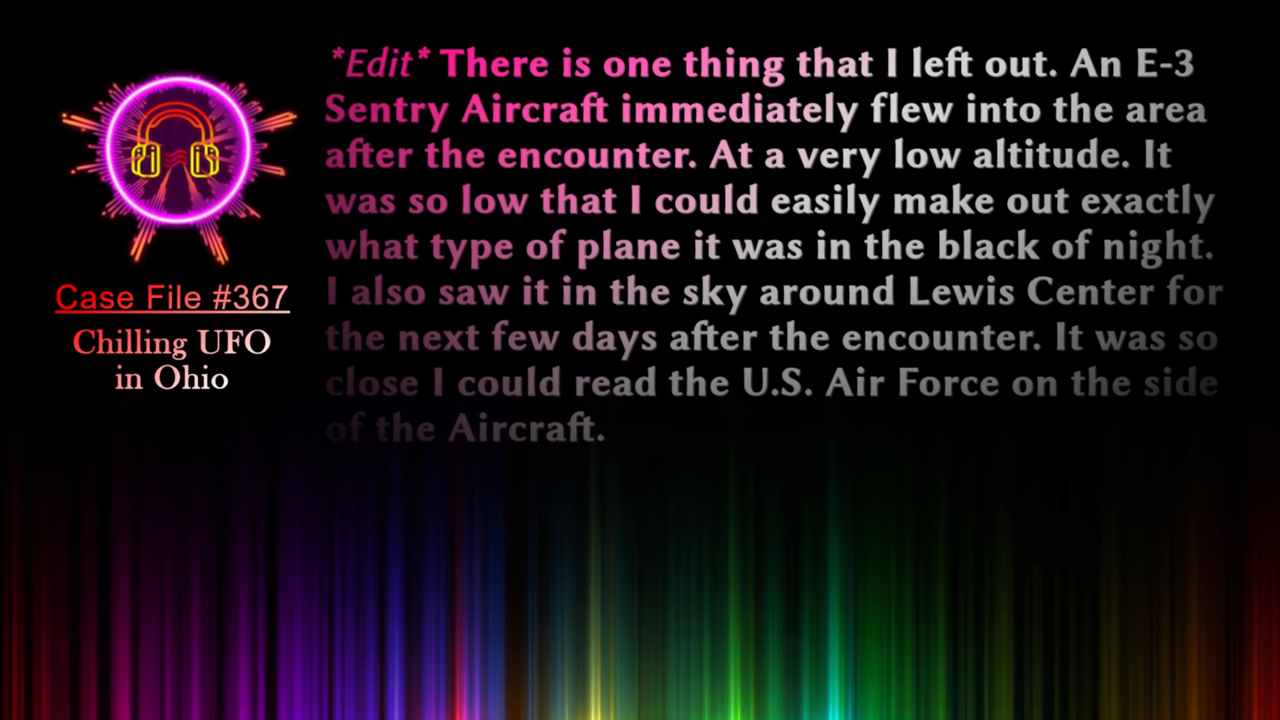 Case File #367
Chilling UFO
in Ohio
*Edit* There is one thing that I left out. An E-3
Sentry Aircraft immediately flew into the area
after the encounter. At a very low altitude. It
was so low that I could easily make out exactly
what type of plane it was in the black of night.
I also saw it in the sky around Lewis Center for
the next few days after the encounter. It was so
close I could read the U.S. Air Force on the side
of the Aircraft.